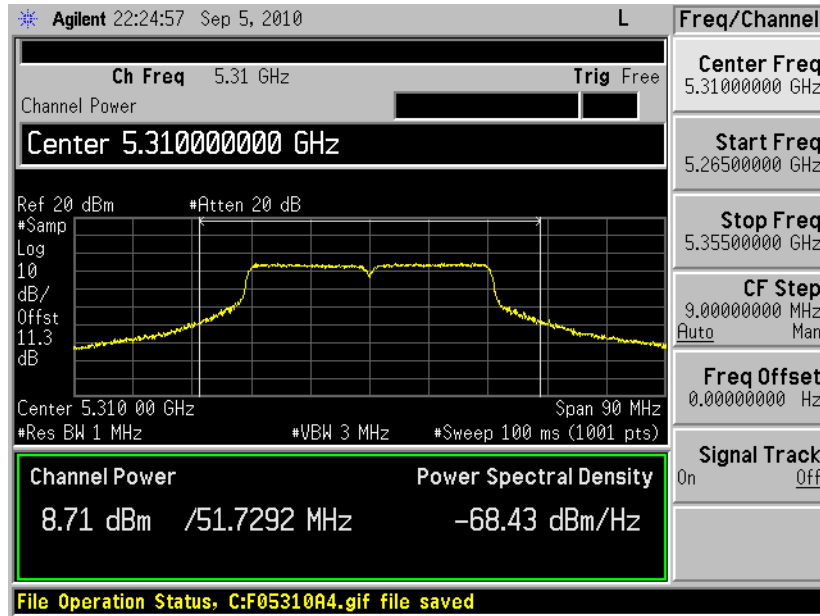 Agilent 22:24:57 Sep 5, 2010 L
Freq/Channel
Ch Freq 5.31 GHz Trig Free
Channel Power
Center 5.310000000 GHz
Ref 20 dBm #Atten 20 dB
#Samp
Log
10
dB/
Offst
11.3
dB
Center 5.310 00 GHz Span 90 MHz
#Res BW 1 MHz #VBW 3 MHz #Sweep 100 ms (1001 pts)
Channel Power Power Spectral Density
8.71 dBm /51.7292 MHz -68.43 dBm/Hz
Center Freq
5.31000000 GHz
Start Freq
5.26500000 GHz
Stop Freq
5.35500000 GHz
CF Step
9.00000000 MHz
Auto Man
Freq Offset
0.00000000 Hz
Signal Track
On Off
File Operation Status, C:F05310A4.gif file saved